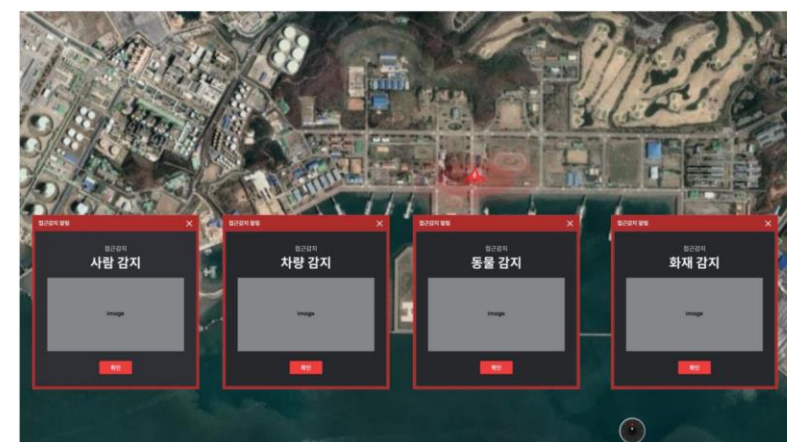 접근감지 알림
접근감지
사람 감지
image
확인
접근감지 알림
접근감지
차량 감지
image
확인
접근감지 알림
접근감지
동물 감지
image
확인
접근감지 알림
접근감지
화재 감지
image
확인